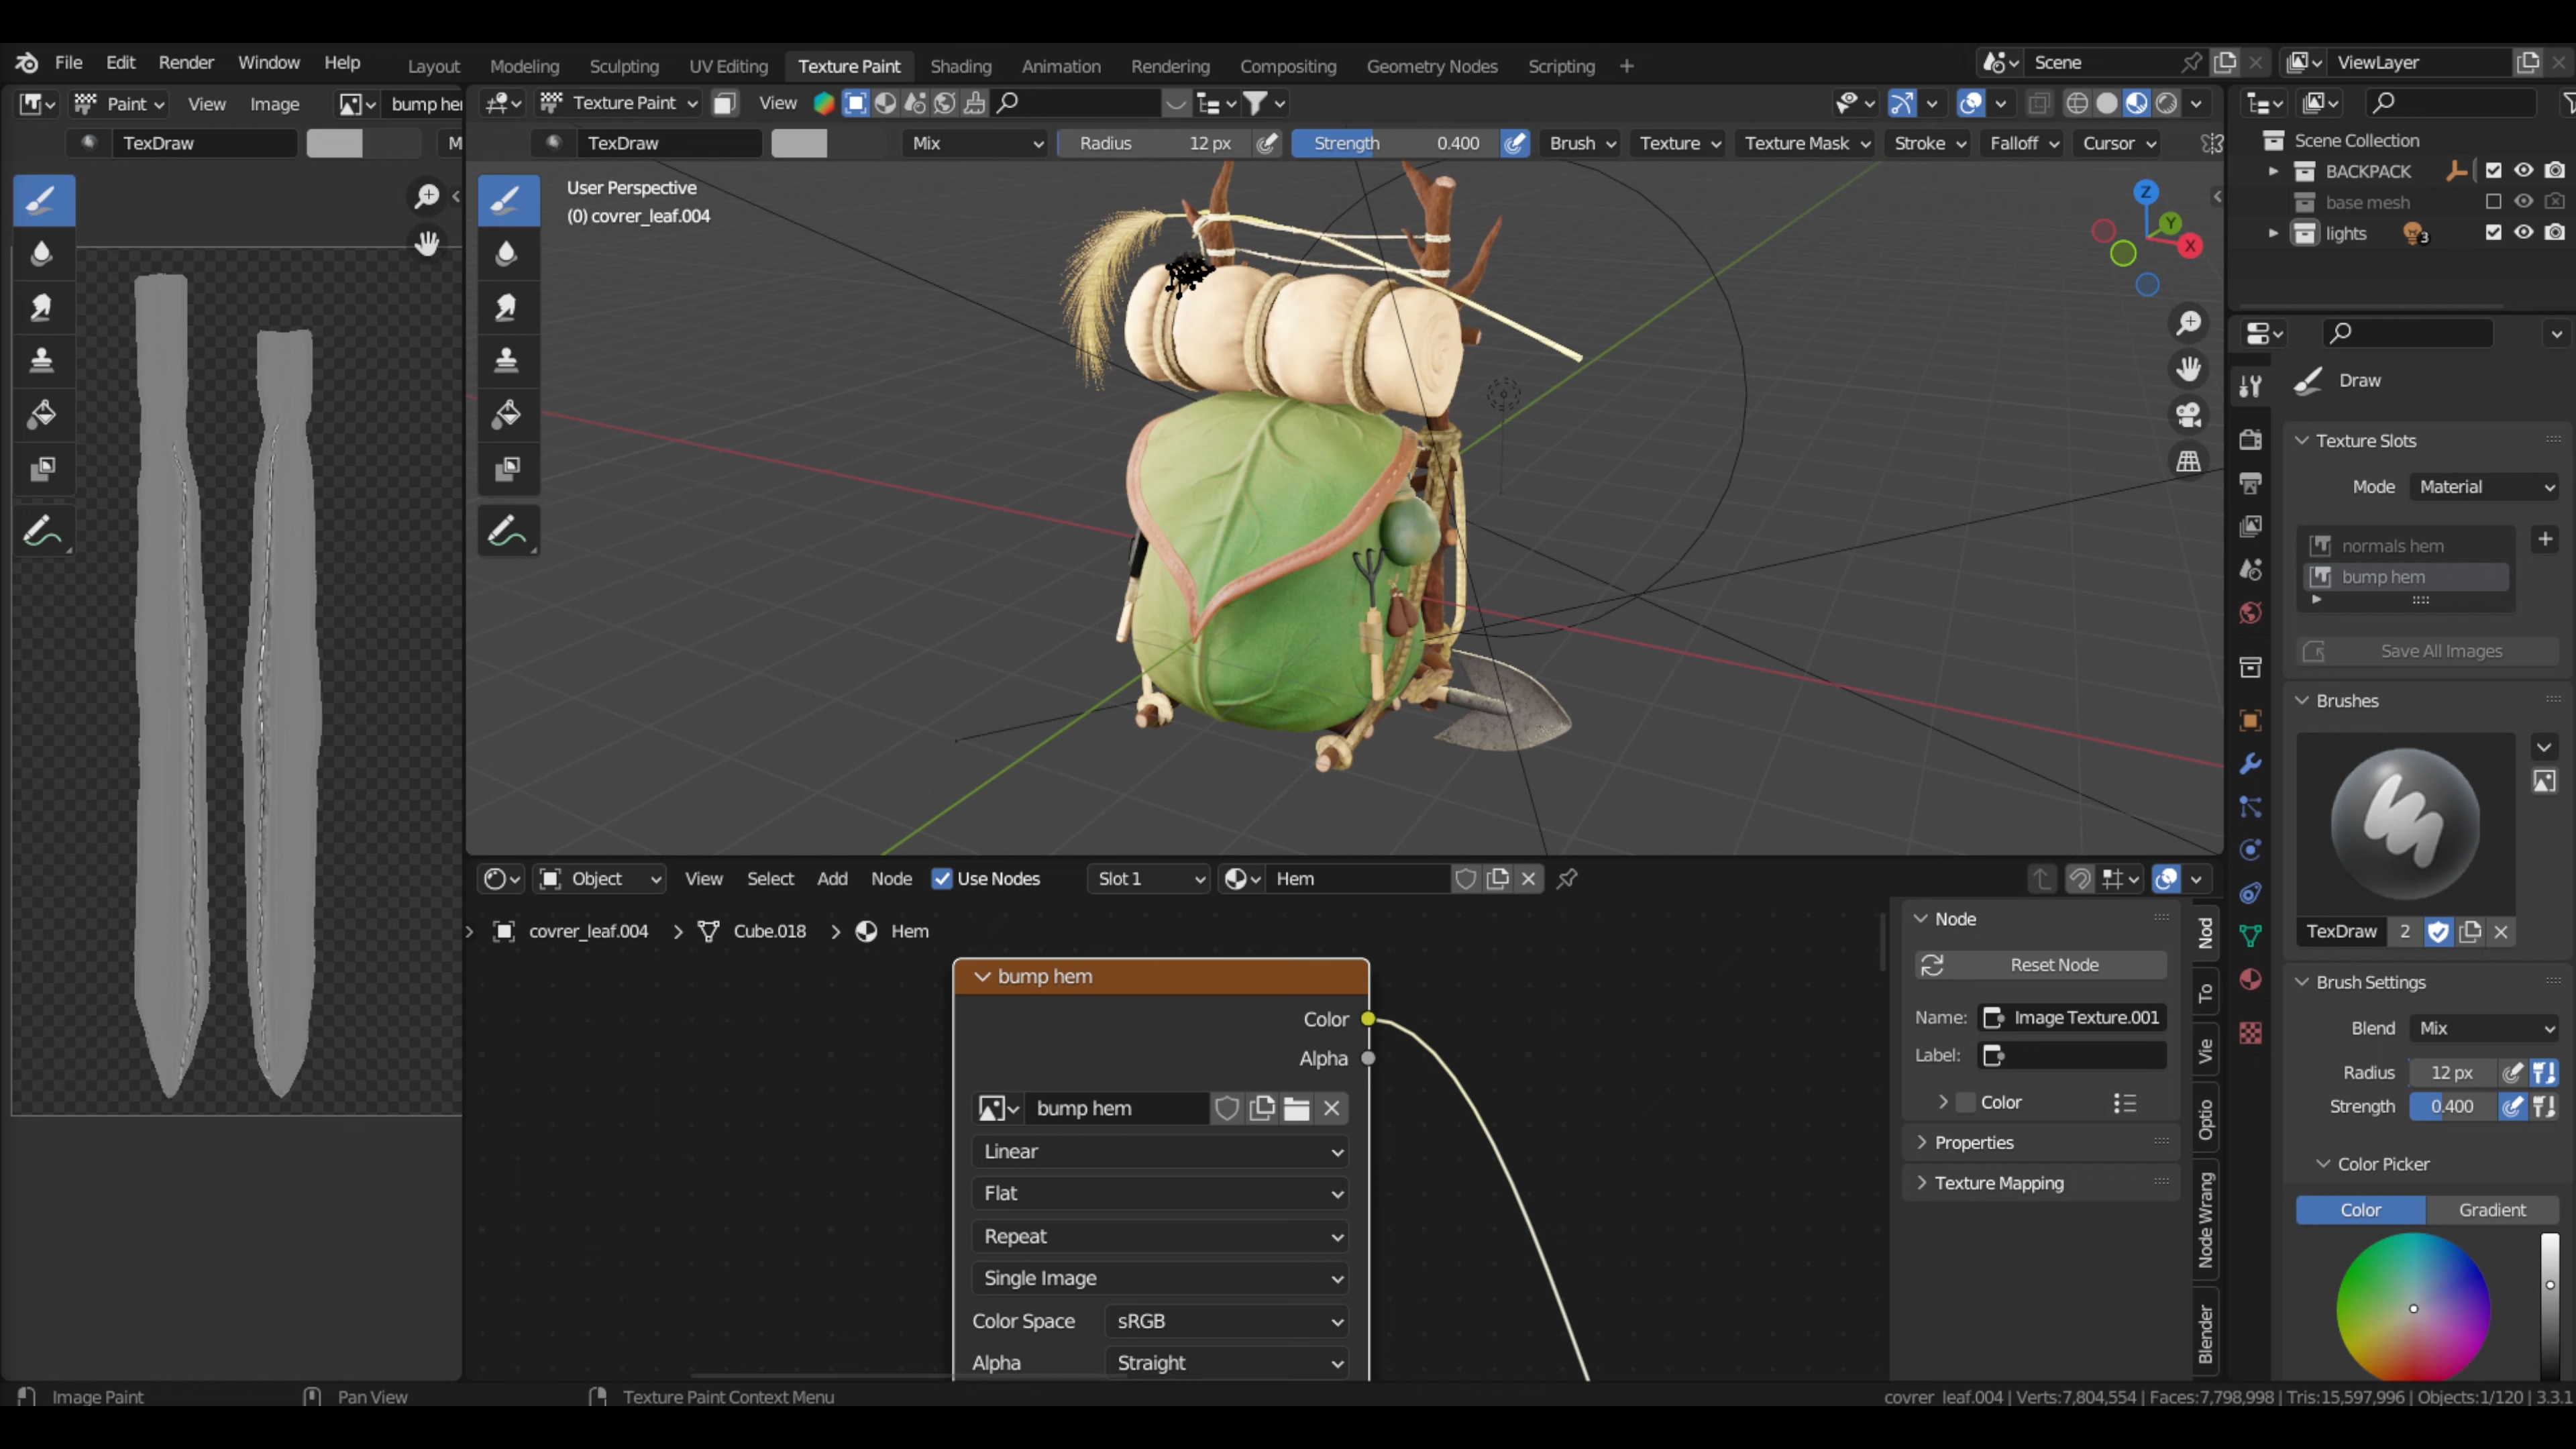 File Edit Render Window Help Layout Modeling Sculpting UV Editing Texture Paint Shading Animation Rendering Compositing Geometry Nodes Scripting + Scene ViewLayer
Paint View Image bump her
TexDraw M
Texture Paint View
TexDraw Mix Radius 12 px Strength 0.400 Brush Texture Texture Mask Stroke Falloff Cursor
User Perspective
(0) covrer_leaf.004
Z
Y
X
Scene Collection
BACKPACK
base mesh
lights 3
Draw
Texture Slots
Mode Material
normals hem
bump hem
Save All Images
Brushes
TexDraw 2
Brush Settings
Blend Mix
Radius 12 px
Strength 0.400
Color Picker
Color Gradient
Object View Select Add Node Use Nodes Slot 1 Hem
covrer_leaf.004 > Cube.018 > Hem
bump hem
Color
Alpha
bump hem
Linear
Flat
Repeat
Single Image
Color Space sRGB
Alpha Straight
Node
Reset Node
Name: Image Texture.001
Label:
Color
Properties
Texture Mapping
Nod
To
Vie
Optio
Node Wrang
Blender
Image Paint Pan View Texture Paint Context Menu covrer_leaf.004 | Verts:7,804,554 | Faces:7,798,998 | Tris:15,597,996 | Objects:1/120 | 3.3.1